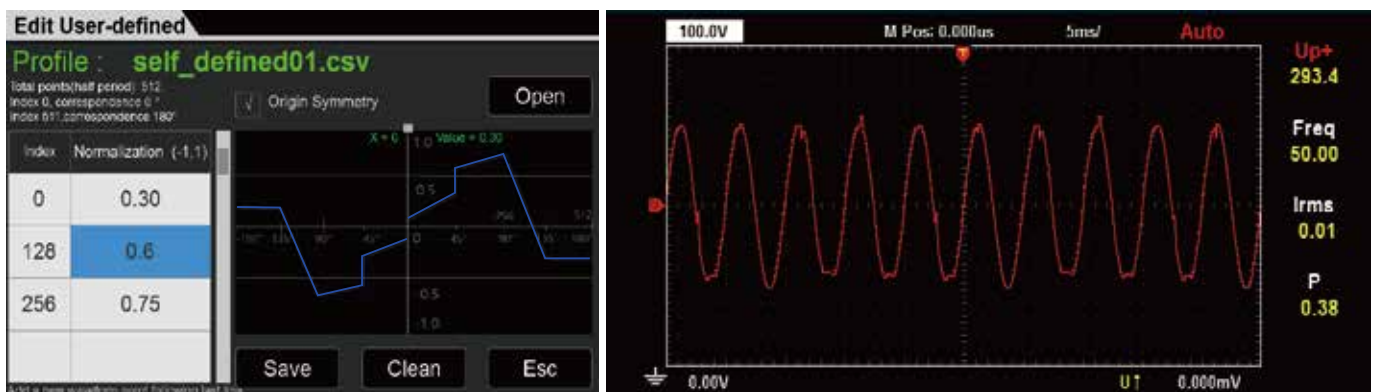 Edit User-defined
Profile : self_defined01.csv
Total points(half period) 512
Index 0, correspondence 0 °
Index 511,correspondence 180°
√ Origin Symmetry
Open
Index Normalization (-1,1)
0 0.30
128 0.6
256 0.75
X = 0 1.0 Value = 0.30
0.5
512
45° 0 45° 90°
0.5
1.0
Save Clean Esc
100.0V M Pos: 0.000us 5ms/ Auto
T
Up+
293.4
Freq
50.00
Irms
0.01
P
0.38
0.00V U↑ 0.000mV